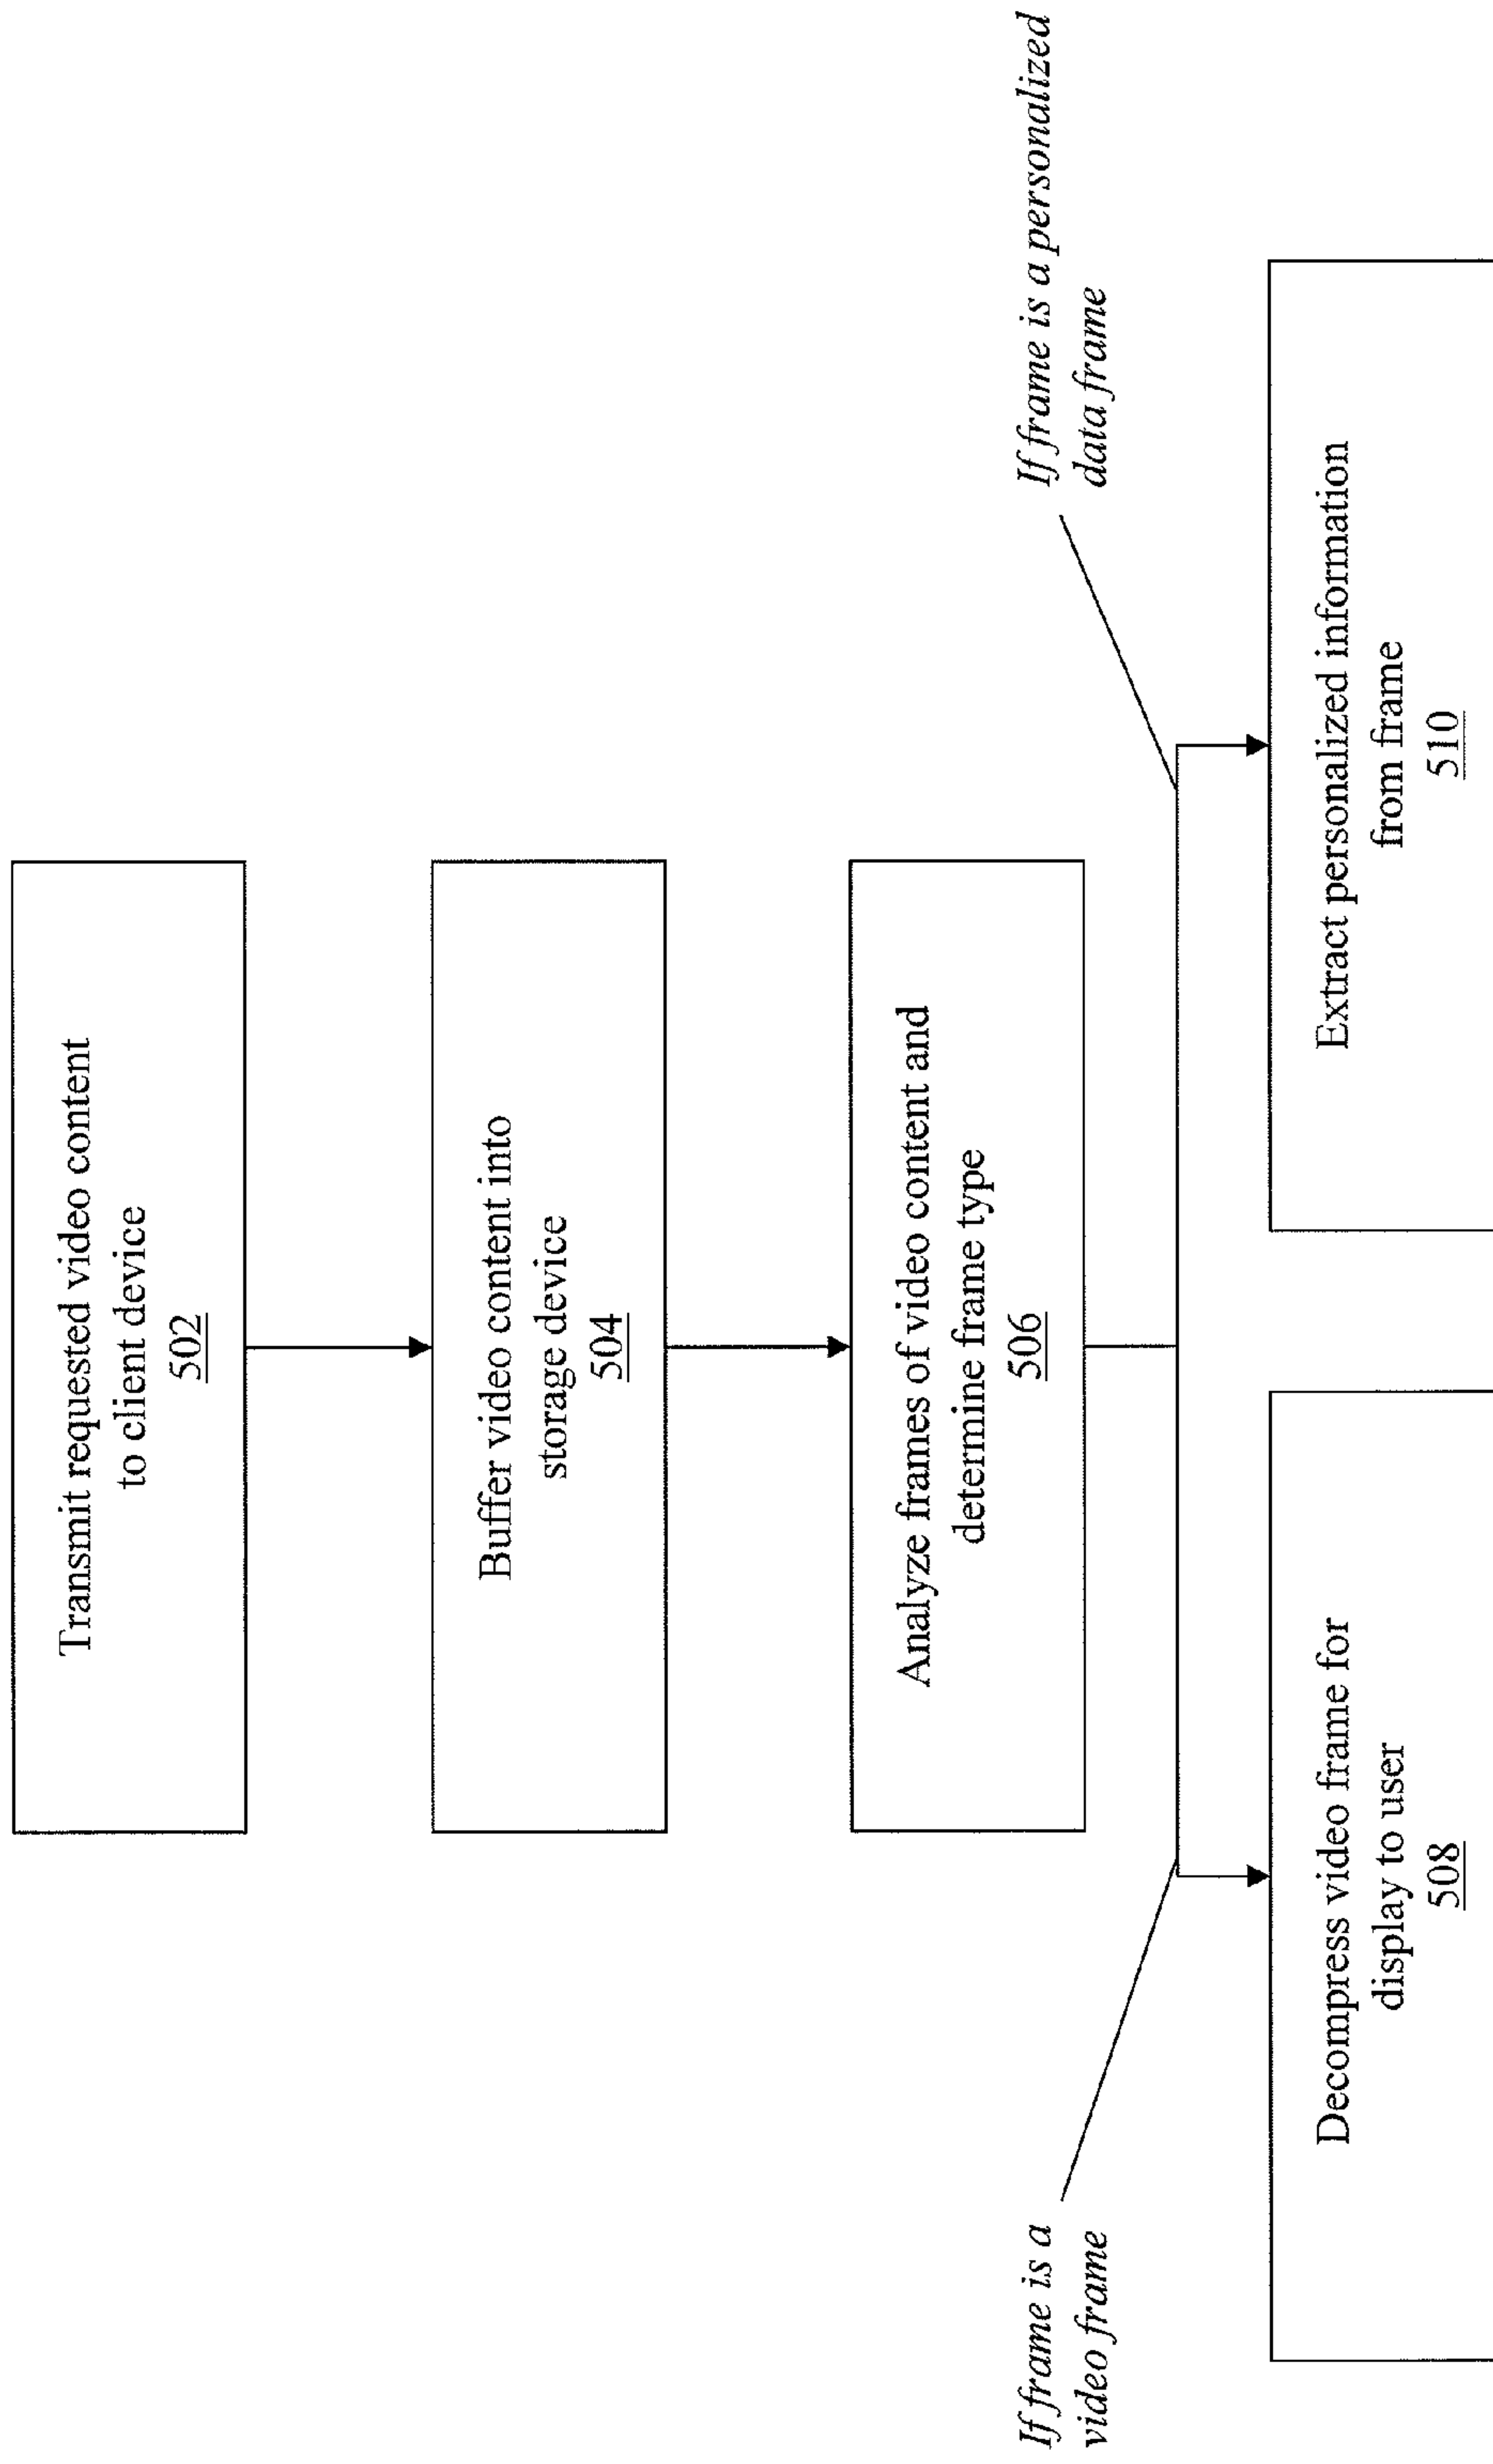 Transmit requested video content
to client device
502
Buffer video content into
storage device
504
Analyze frames of video content and
determine frame type
506
If frame is a
video frame
If frame is a personalized
data frame
Decompress video frame for
display to user
508
Extract personalized information
from frame
510